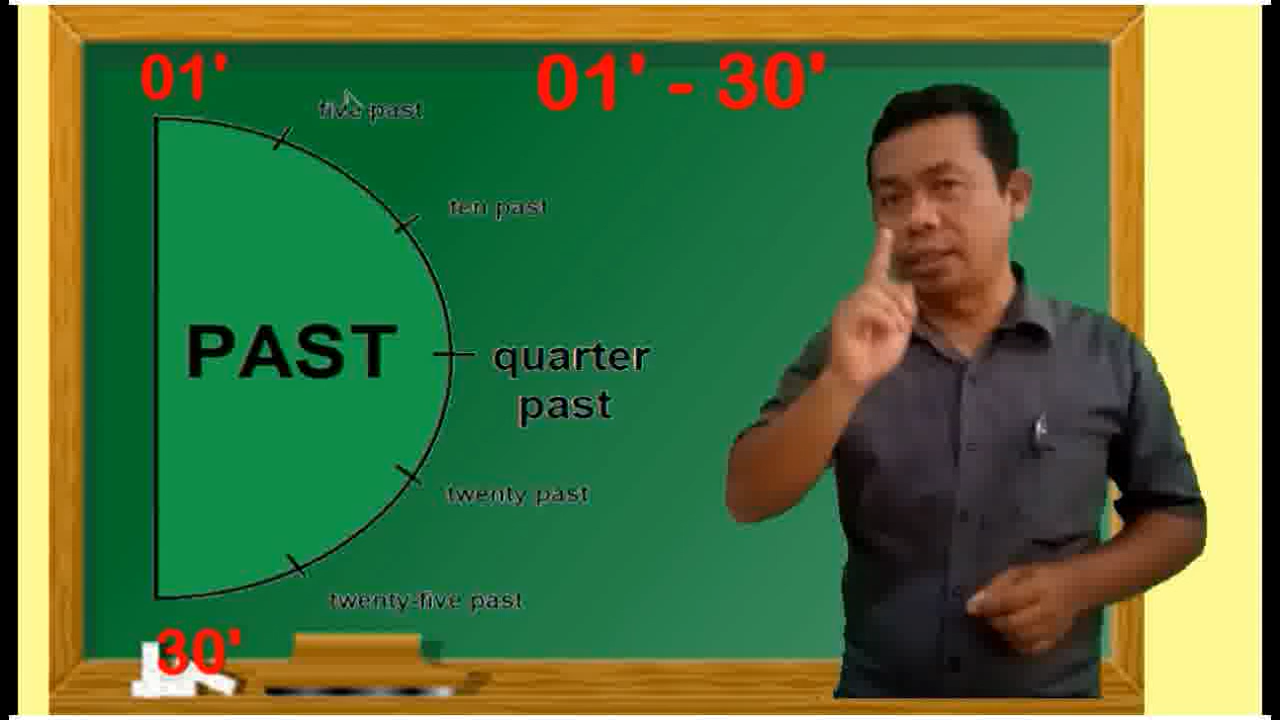 01'
01' - 30'
five past
ten past
PAST
quarter
past
twenty past
twenty-five past
30'